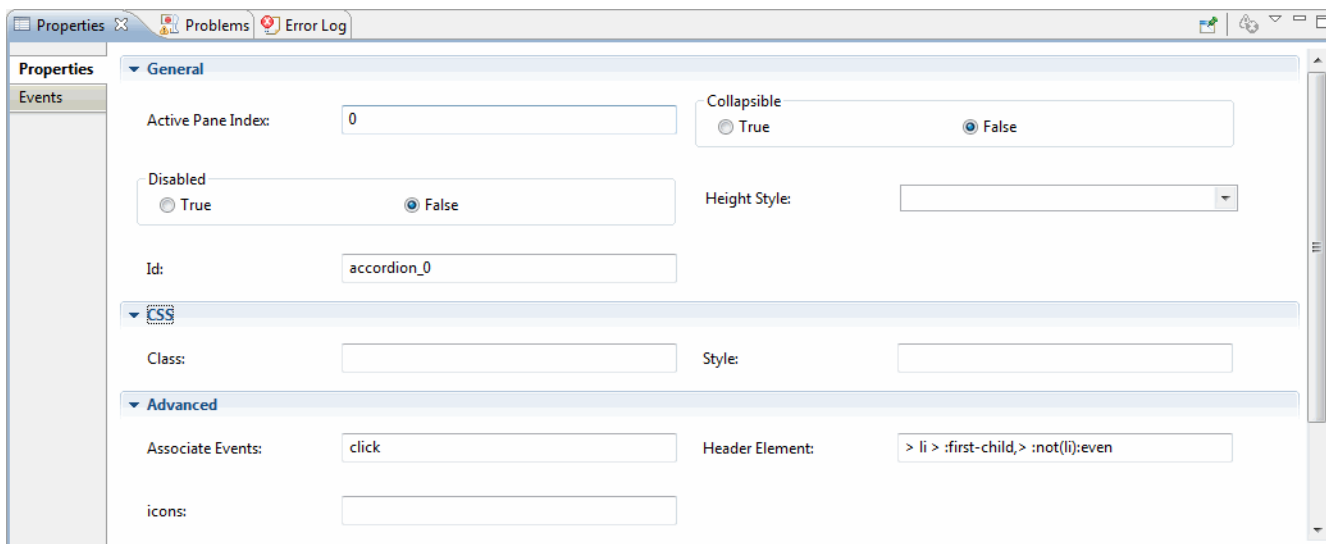 Properties Problems Error Log
Properties
Events
General
Active Pane Index: 0
Collapsible
True False
Disabled
True False
Height Style:
Id: accordion_0
CSS
Class: Style:
Advanced
Associate Events: click Header Element: > li > :first-child,> :not(li):even
icons: